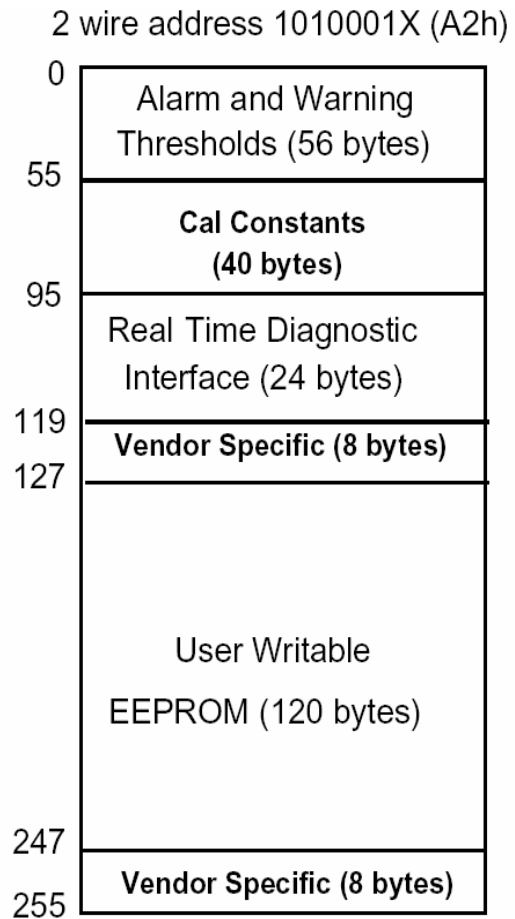 2 wire address 1010001X (A2h)
0
Alarm and Warning
Thresholds (56 bytes)
55
Cal Constants
(40 bytes)
95
Real Time Diagnostic
Interface (24 bytes)
119
Vendor Specific (8 bytes)
127
User Writable
EEPROM (120 bytes)
247
Vendor Specific (8 bytes)
255